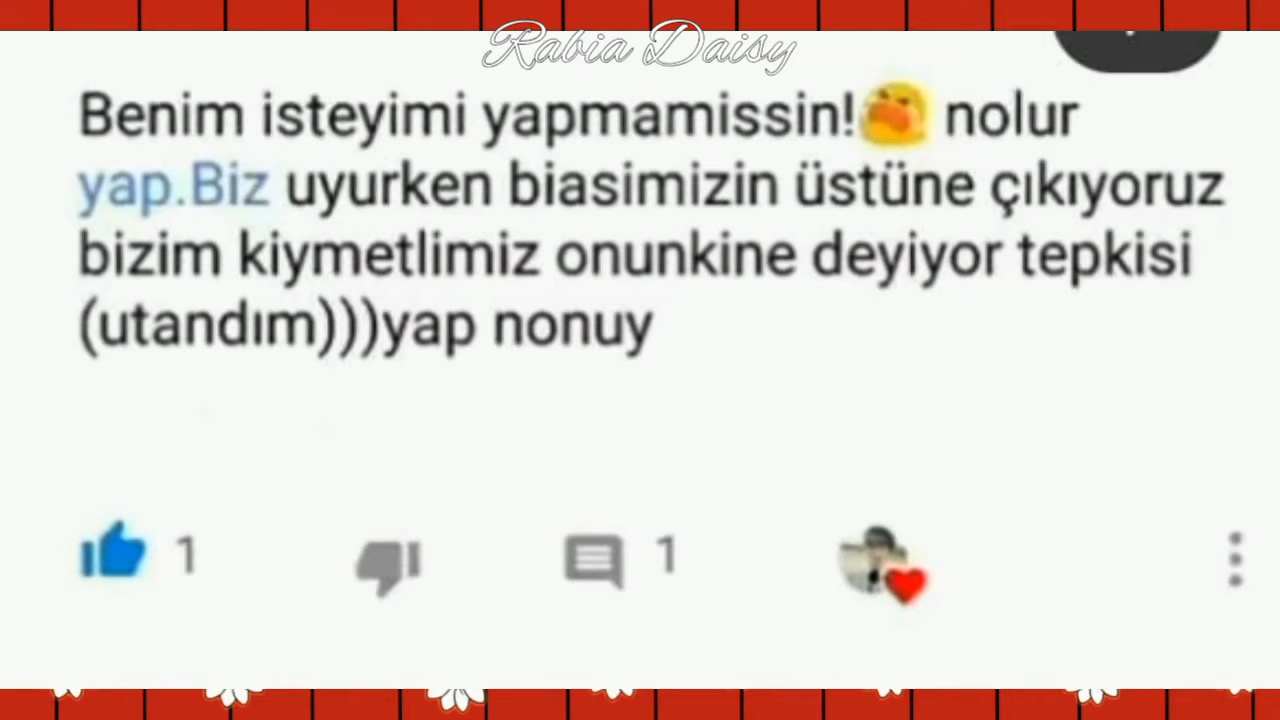 Rabia Daisy
Benim isteyimi yapmamissin! nolur
yap.Biz uyurken biasimizin üstüne çıkıyoruz
bizim kiymetlimiz onunkine deyiyor tepkisi
(utandım)))yap nonuy
1 1